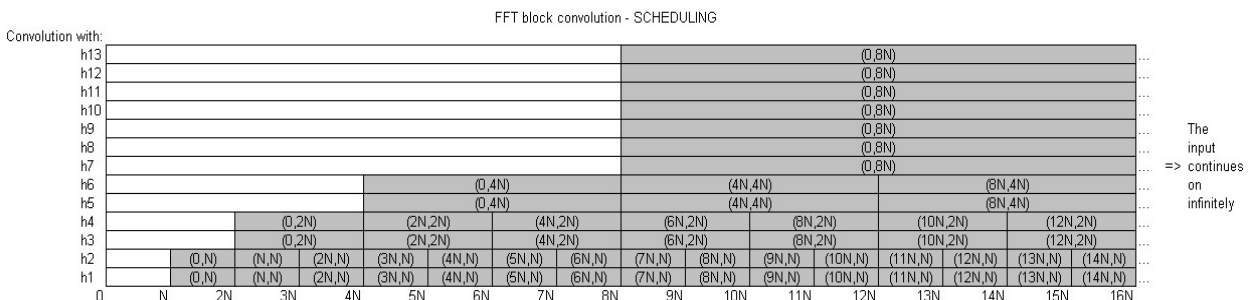 FFT block convolution - SCHEDULING
Convolution with:
h13 (0,8N) ...
h12 (0,8N) ...
h11 (0,8N) ...
h10 (0,8N) ...
h9 (0,8N) ... The
h8 (0,8N) ... input
h7 (0,8N) ... => continues
h6 (0,4N) (4N,4N) (8N,4N) ... on
h5 (0,4N) (4N,4N) (8N,4N) ... infinitely
h4 (0,2N) (2N,2N) (4N,2N) (6N,2N) (8N,2N) (10N,2N) (12N,2N) ...
h3 (0,2N) (2N,2N) (4N,2N) (6N,2N) (8N,2N) (10N,2N) (12N,2N) ...
h2 (0,N) (N,N) (2N,N) (3N,N) (4N,N) (5N,N) (6N,N) (7N,N) (8N,N) (9N,N) (10N,N) (11N,N) (12N,N) (13N,N) (14N,N) ...
h1 (0,N) (N,N) (2N,N) (3N,N) (4N,N) (5N,N) (6N,N) (7N,N) (8N,N) (9N,N) (10N,N) (11N,N) (12N,N) (13N,N) (14N,N) ...
0 N 2N 3N 4N 5N 6N 7N 8N 9N 10N 11N 12N 13N 14N 15N 16N